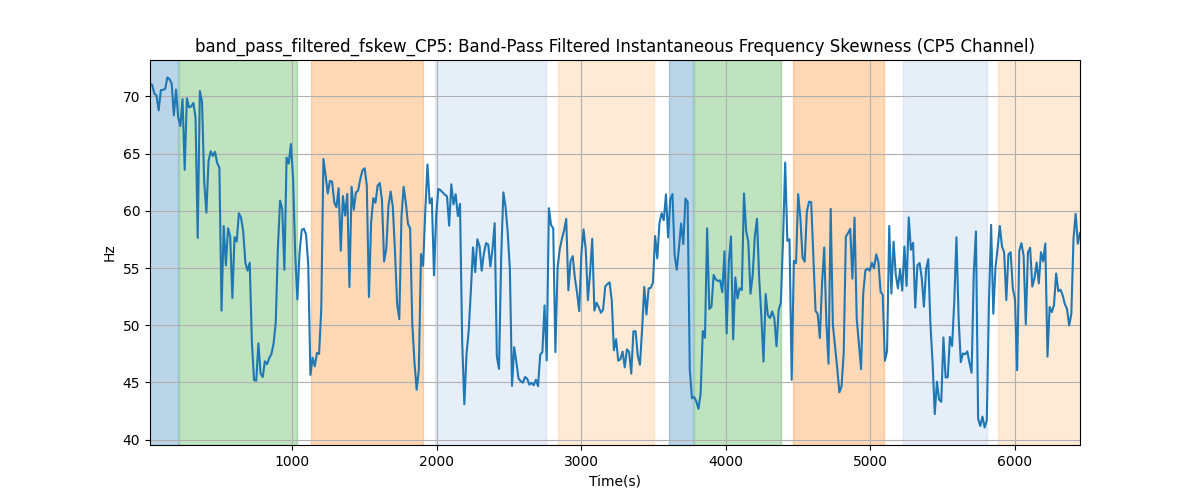 band_pass_filtered_fskew_CP5: Band-Pass Filtered Instantaneous Frequency Skewness (CP5 Channel)
70
65
60
55
50
45
40
Hz
1000 2000 3000 4000 5000 6000
Time(s)